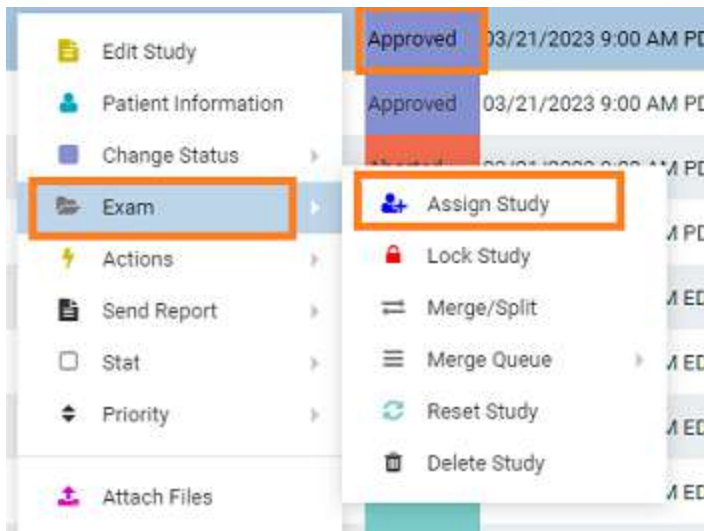 Edit Study
Patient Information
Change Status
Exam
Actions
Send Report
Stat
Priority
Attach Files
Approved 03/21/2023 9:00 AM
Approved 03/21/2023 9:00 AM
Assign Study
Lock Study
Merge/Split
Merge Queue
Reset Study
Delete Study